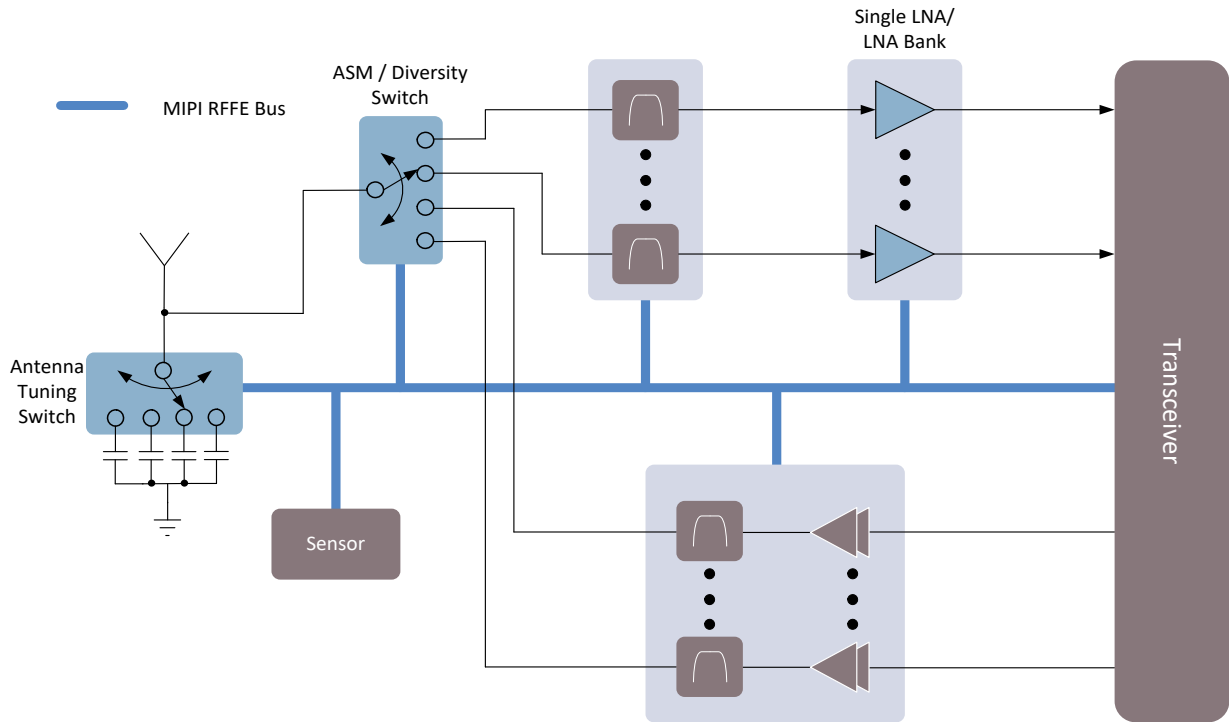 Single LNA/
LNA Bank
ASM / Diversity
Switch
MIPI RFFE Bus
Antenna
Tuning
Switch
Transceiver
Sensor